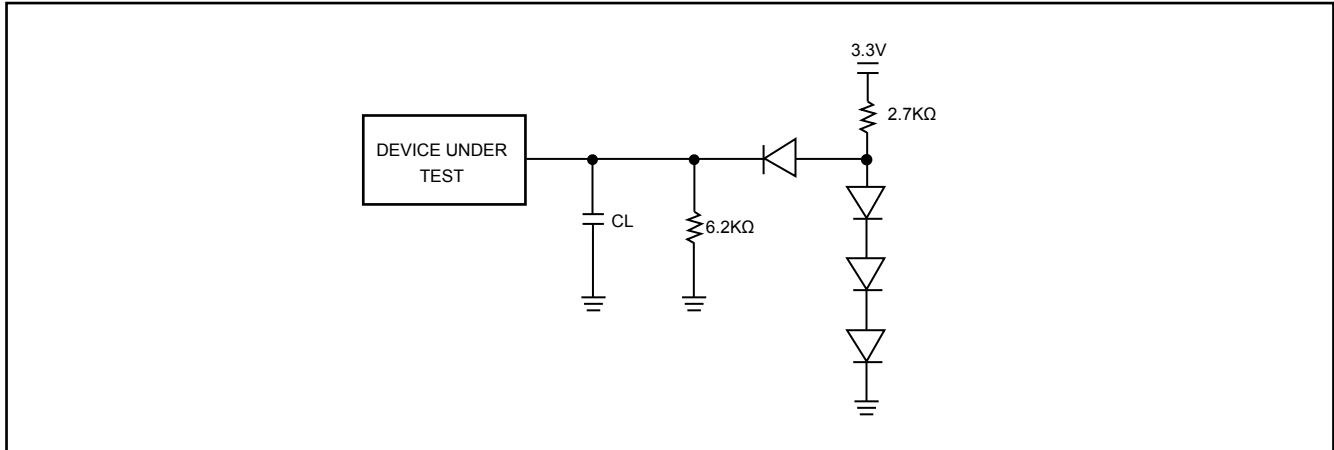 3.3V
2.7KΩ
DEVICE UNDER
TEST
CL
6.2KΩ